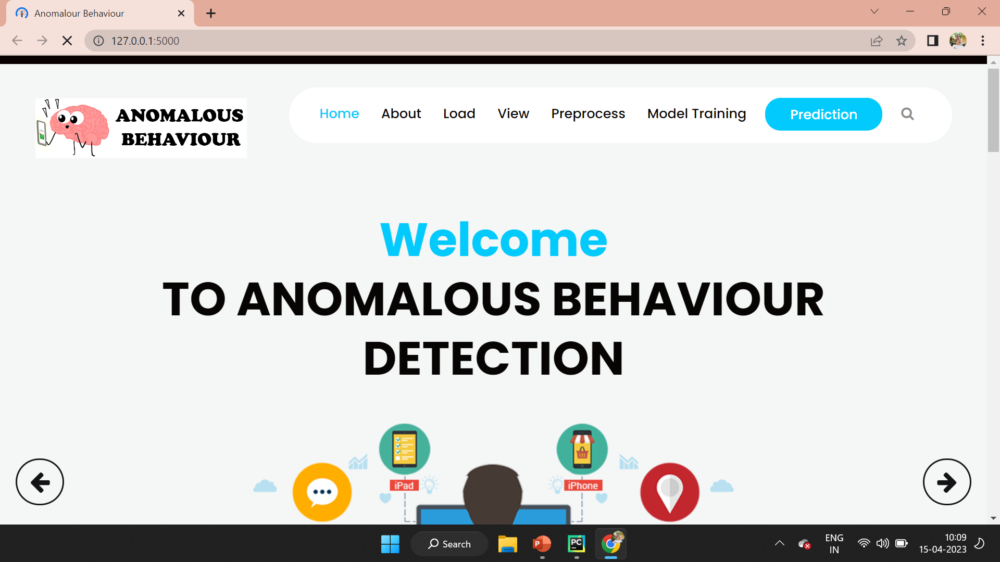 Anomalour Behaviour
127.0.0.1:5000
ANOMALOUS
BEHAVIOUR
Home About Load View Preprocess Model Training Prediction
Welcome
TO ANOMALOUS BEHAVIOUR
DETECTION
iPad iPhone
Search
P
PC
ENG
IN
10:09
15-04-2023